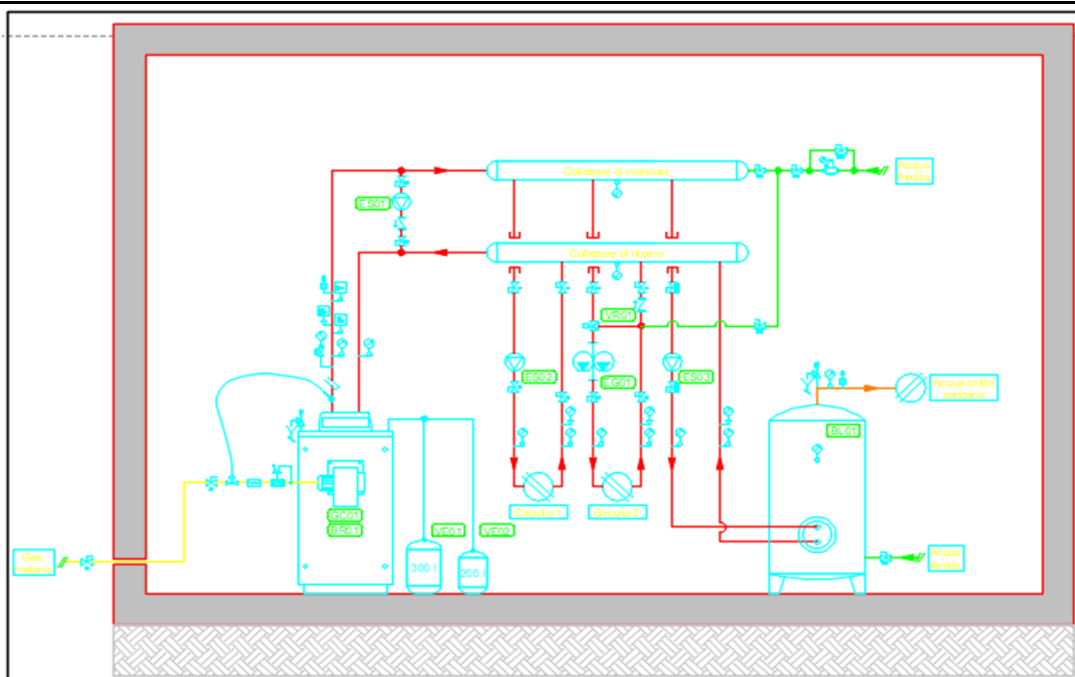 Collettore di mandata
Acqua
fredda
ES01
Collettore di ritorno
VR01
ES02
EG01
ES03
Acqua calda
sanitaria
BL01
GC01
BR01
Circuito 1
Circuito 2
VE01
VE02
300 l
200 l
Gas
metano
Acqua
fredda